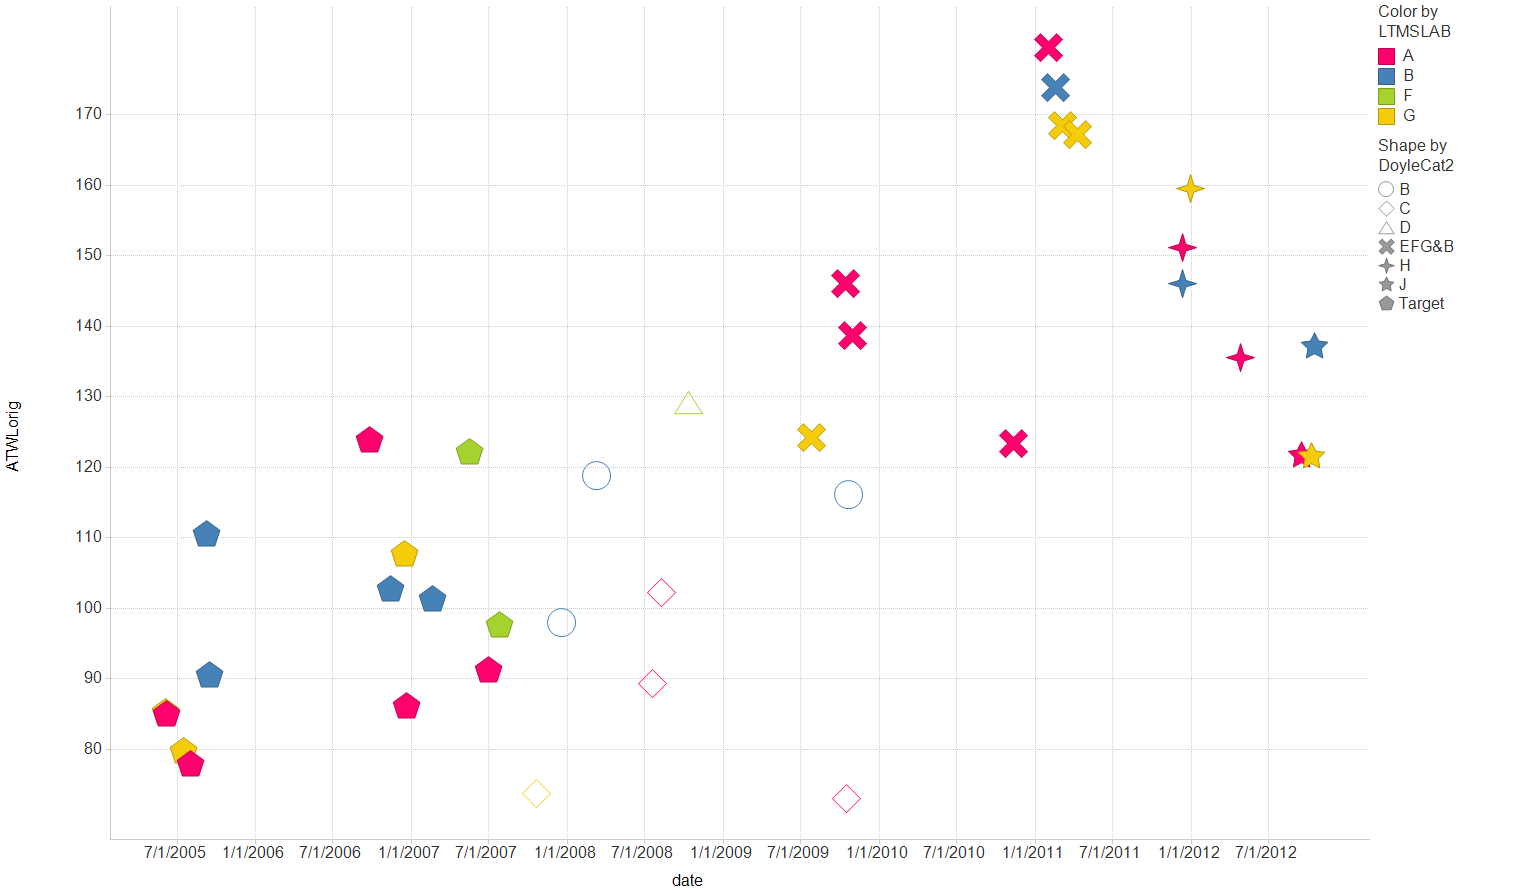 Color by
LTMSLAB
A
B
F
G
Shape by
DoyleCat2
B
C
D
EFG&B
H
J
Target
170
160
150
140
130
120
110
100
90
80
ATWLorig
7/1/2005 1/1/2006 7/1/2006 1/1/2007 7/1/2007 1/1/2008 7/1/2008 1/1/2009 7/1/2009 1/1/2010 7/1/2010 1/1/2011 7/1/2011 1/1/2012 7/1/2012
date